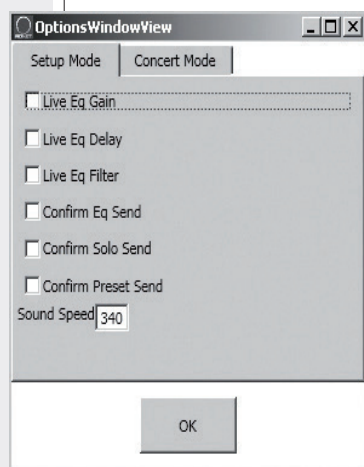 OptionsWindowView
Setup Mode Concert Mode
Live Eq Gain
Live Eq Delay
Live Eq Filter
Confirm Eq Send
Confirm Solo Send
Confirm Preset Send
Sound Speed 340
OK